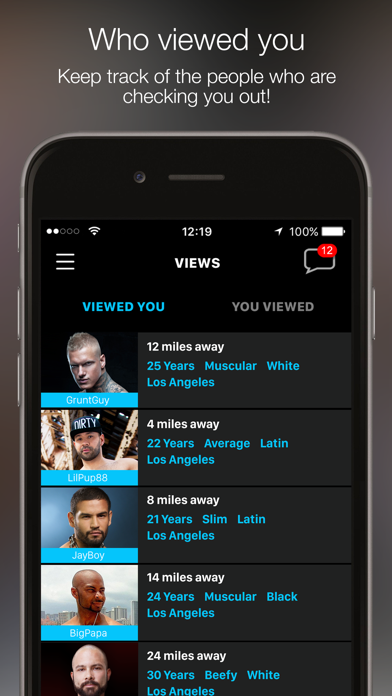 Who viewed you
Keep track of the people who are
checking you out!
12:19
100%
12
VIEWS
VIEWED YOU
YOU VIEWED
12 miles away
25 Years Muscular White
Los Angeles
GruntGuy
DIRTY
4 miles away
22 Years Average Latin
Los Angeles
LilPup88
8 miles away
21 Years Slim Latin
Los Angeles
JayBoy
14 miles away
24 Years Muscular Black
Los Angeles
BigPapa
24 miles away
30 Years Beefy White